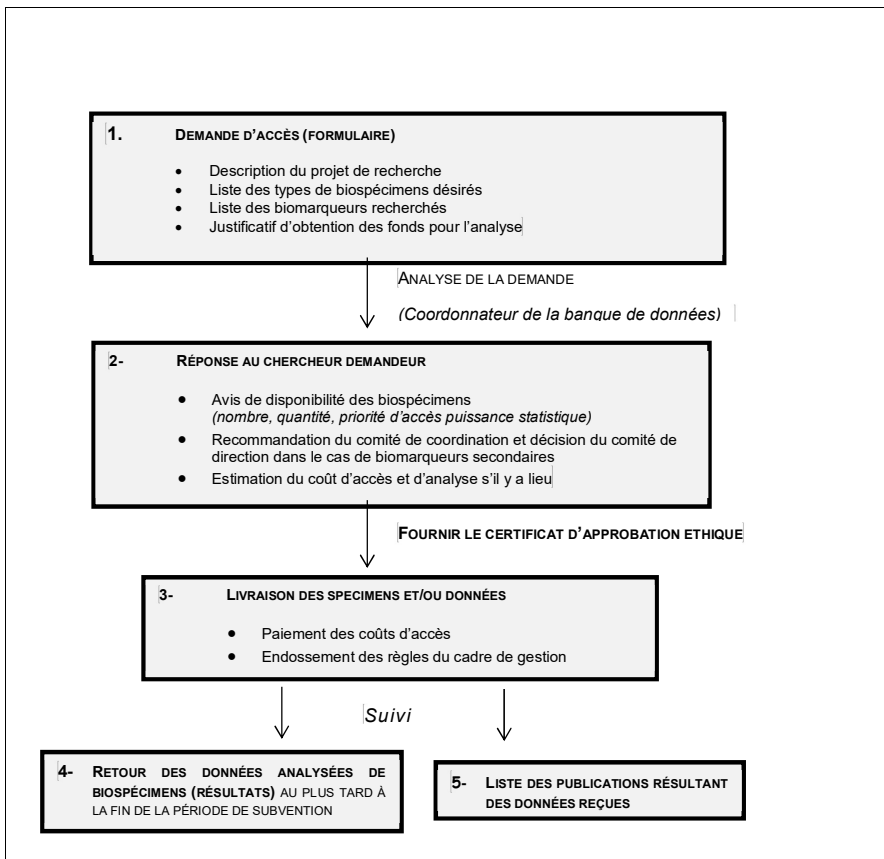 1. DEMANDE D'ACCÈS (FORMULAIRE)
• Description du projet de recherche
• Liste des types de biospécimens désirés
• Liste des biomarqueurs recherchés
• Justificatif d'obtention des fonds pour l'analyse
ANALYSE DE LA DEMANDE
(Coordonnateur de la banque de données)
2- RÉPONSE AU CHERCHEUR DEMANDEUR
• Avis de disponibilité des biospécimens
(nombre, quantité, priorité d'accès puissance statistique)
• Recommandation du comité de coordination et décision du comité de
direction dans le cas de biomarqueurs secondaires
• Estimation du coût d'accès et d'analyse s'il y a lieu
FOURNIR LE CERTIFICAT D'APPROBATION ETHIQUE
3- LIVRAISON DES SPECIMENS ET/OU DONNÉES
• Paiement des coûts d'accès
• Endossement des règles du cadre de gestion
Suivi
4- RETOUR DES DONNÉES ANALYSÉES DE
BIOSPÉCIMENS (RÉSULTATS) AU PLUS TARD À
LA FIN DE LA PÉRIODE DE SUBVENTION
5- LISTE DES PUBLICATIONS RÉSULTANT
DES DONNÉES REÇUES